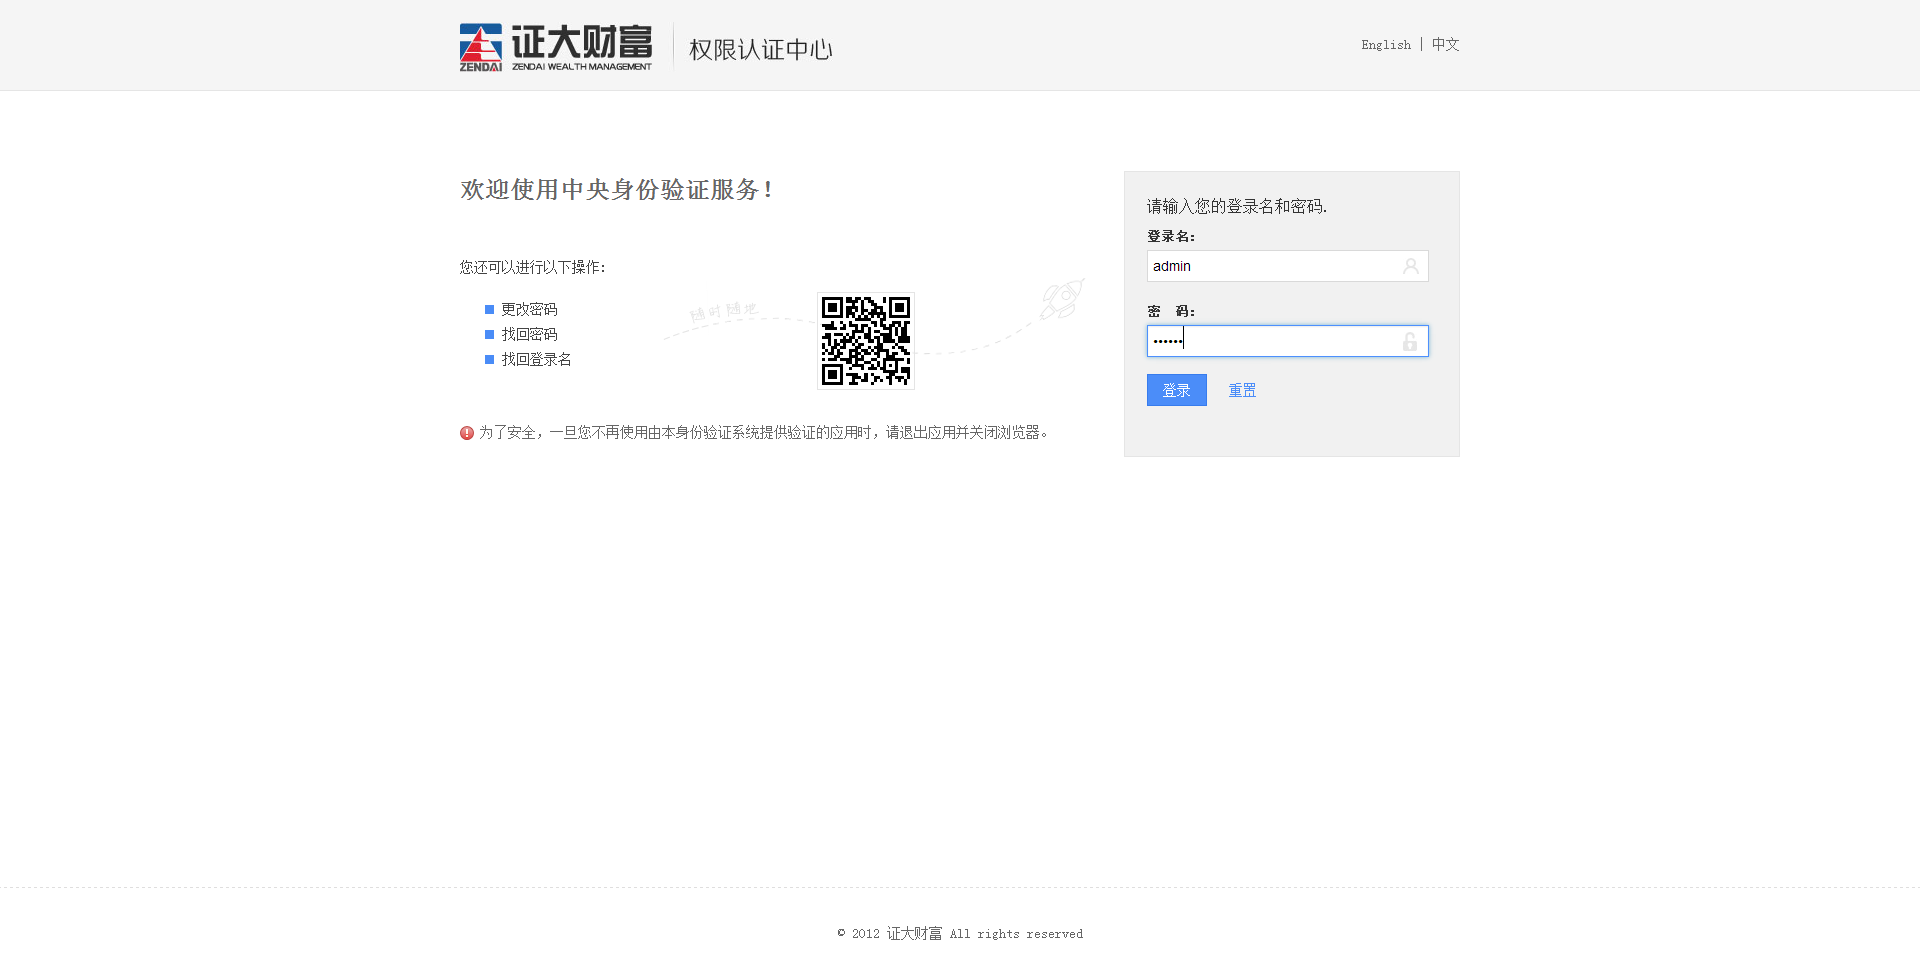 证大财富
ZENDAI
ZENDAI WEALTH MANAGEMENT
权限认证中心
English | 中文
欢迎使用中央身份验证服务！
您还可以进行以下操作:
更改密码
找回密码
找回登录名
随时随地
为了安全，一旦您不再使用由本身份验证系统提供验证的应用时，请退出应用并关闭浏览器。
请输入您的登录名和密码.
登录名:
admin
密 码:
••••••
登录 重置
© 2012 证大财富 All rights reserved